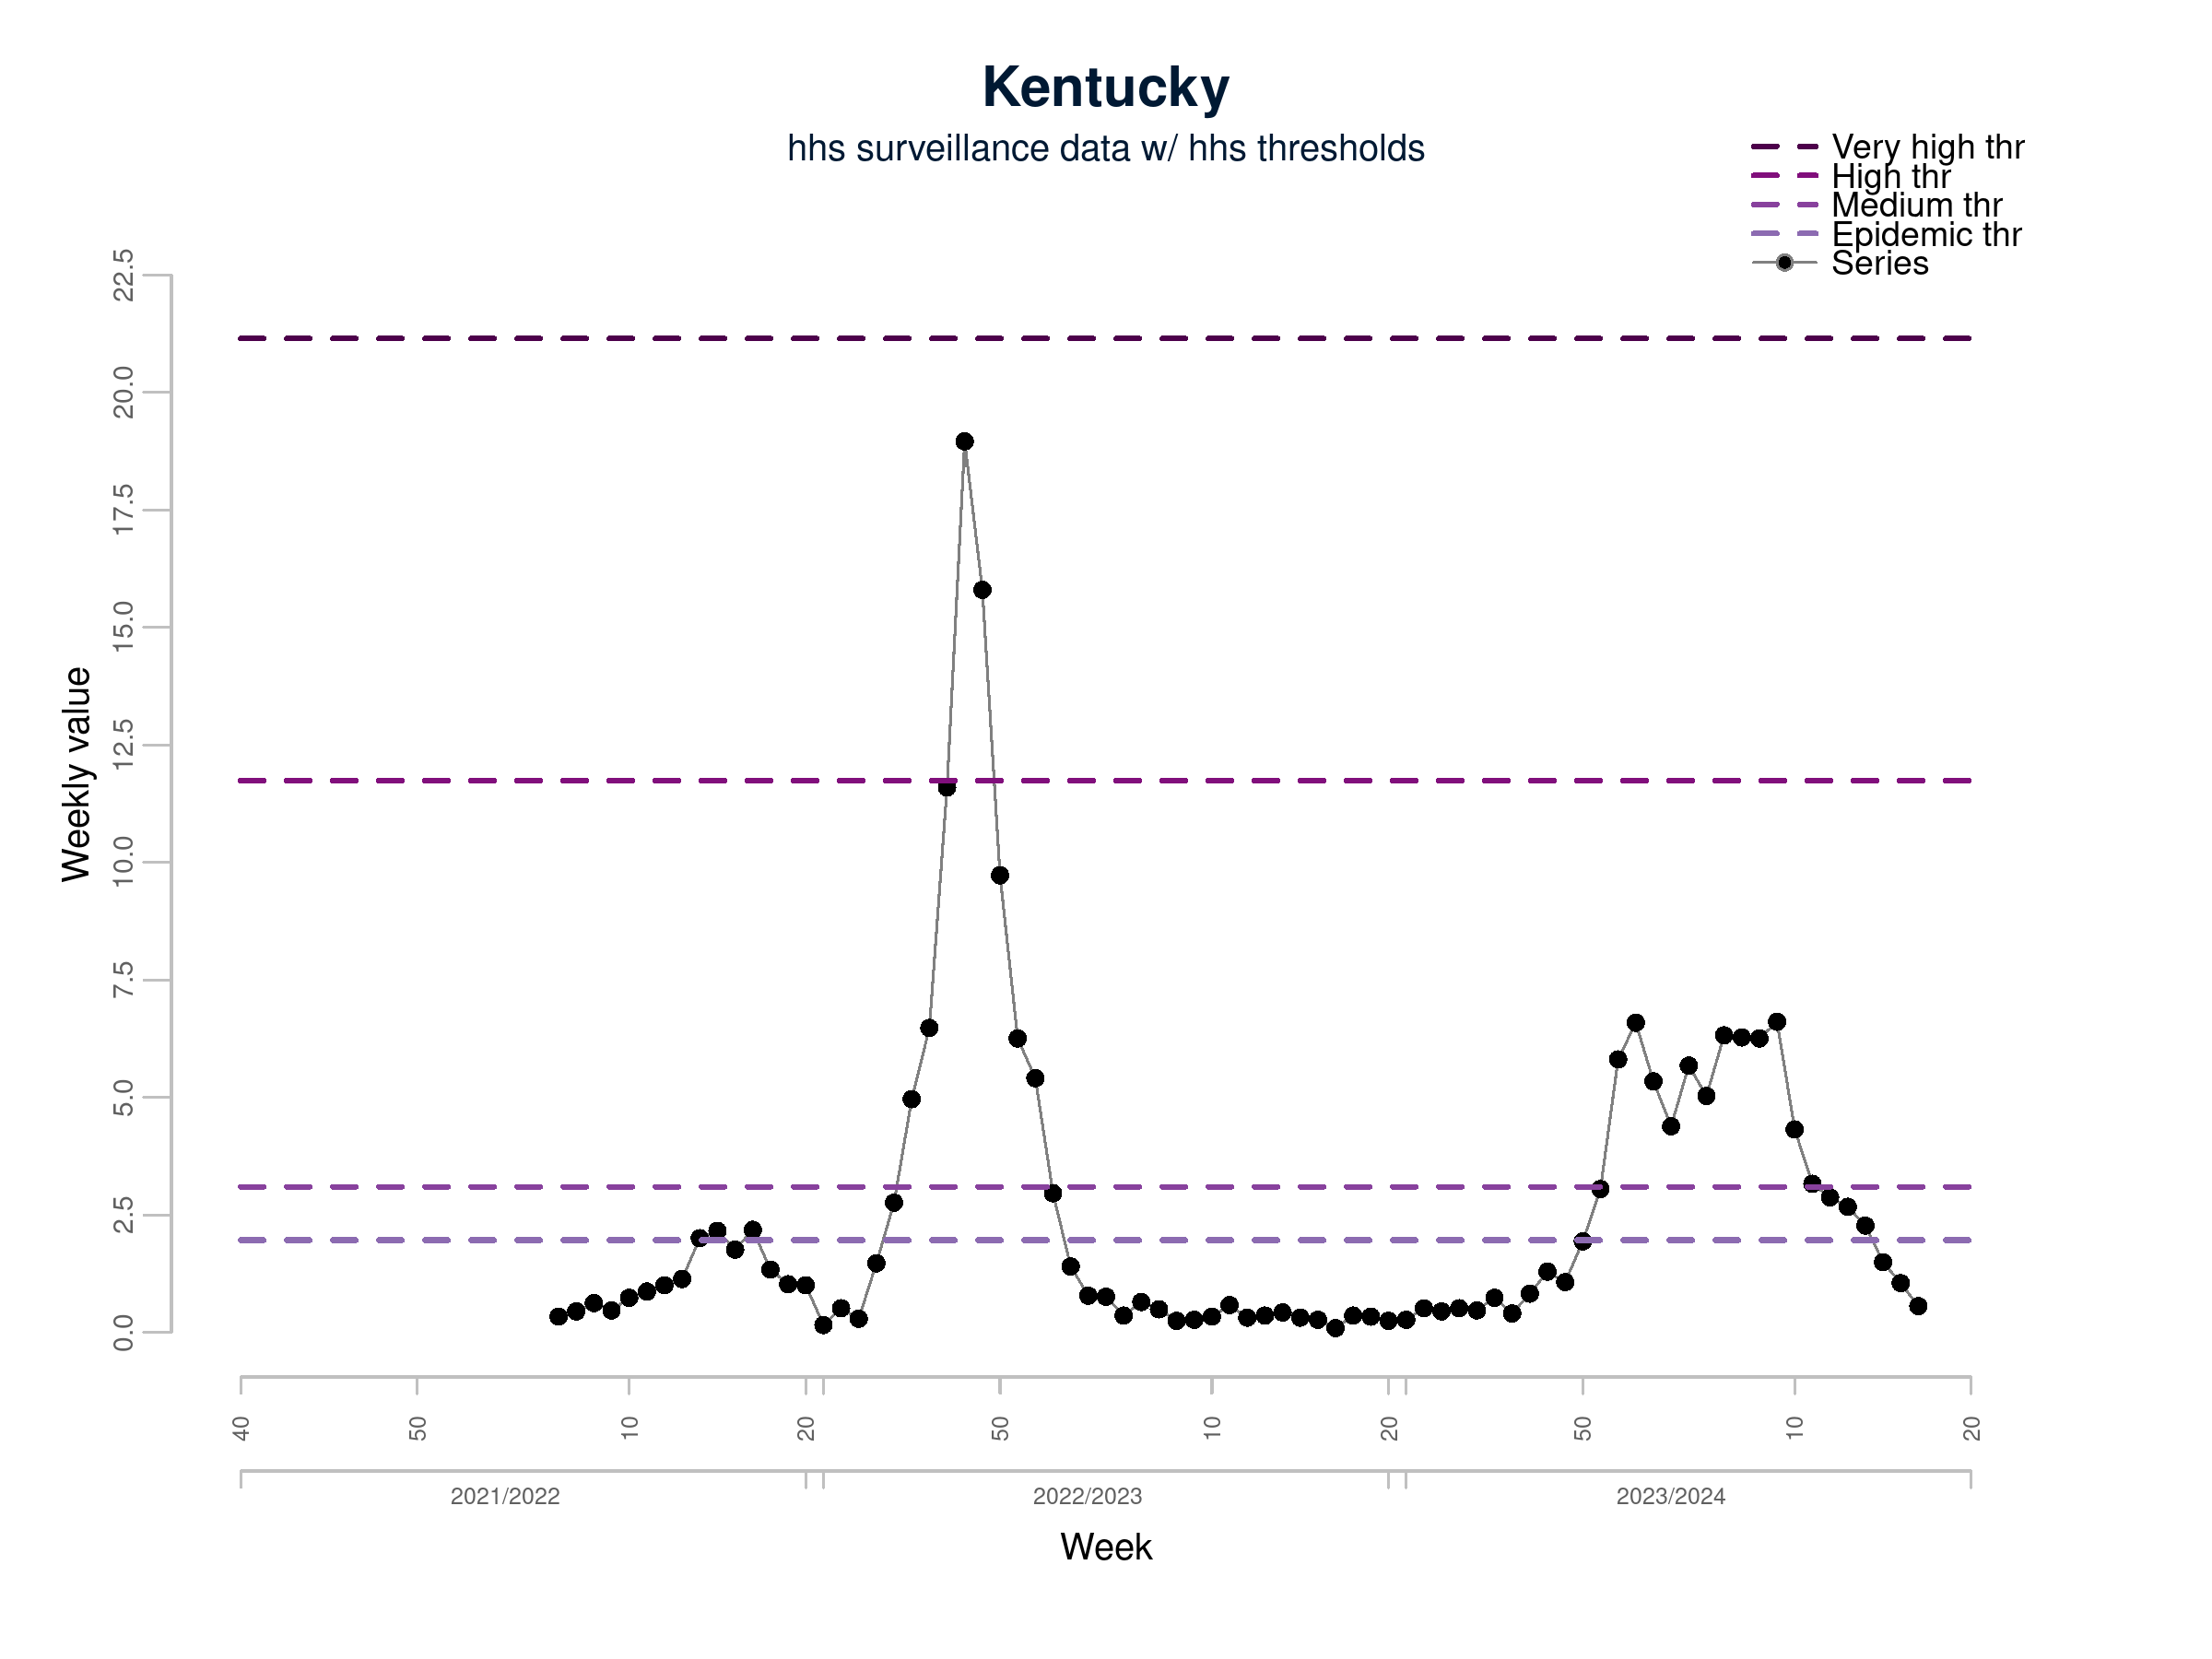 Kentucky
hhs surveillance data w/ hhs thresholds
Very high thr
High thr
Medium thr
Epidemic thr
Series
22.5
20.0
17.5
15.0
12.5
10.0
7.5
5.0
2.5
0.0
Weekly value
40 50 10 20 50 10 20 50 10 20
2021/2022 2022/2023 2023/2024
Week